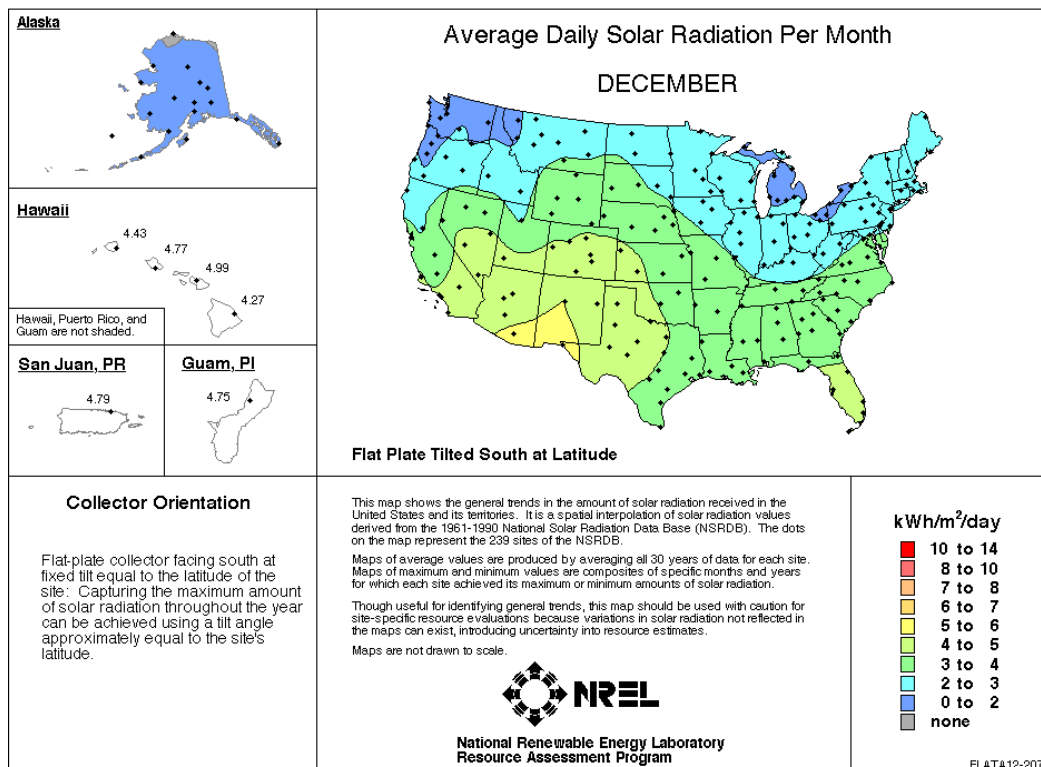 Alaska
Average Daily Solar Radiation Per Month
DECEMBER
Hawaii
4.43
4.77
4.99
4.27
Hawaii, Puerto Rico, and
Guam are not shaded.
San Juan, PR
4.79
Guam, PI
4.75
Flat Plate Tilted South at Latitude
Collector Orientation
Flat-plate collector facing south at
fixed tilt equal to the latitude of the
site: Capturing the maximum amount
of solar radiation throughout the year
can be achieved using a tilt angle
approximately equal to the site's
latitude.
This map shows the general trends in the amount of solar radiation received in the
United States and its territories. It is a spatial interpolation of solar radiation values
derived from the 1961-1990 National Solar Radiation Data Base (NSRDB). The dots
on the map represent the 239 sites of the NSRDB.
Maps of average values are produced by averaging all 30 years of data for each site.
Maps of maximum and minimum values are composites of specific months and years
for which each site achieved its maximum or minimum amounts of solar radiation.
Though useful for identifying general trends, this map should be used with caution for
site-specific resource evaluations because variations in solar radiation not reflected in
the maps can exist, introducing uncertainty into resource estimates.
Maps are not drawn to scale.
NREL
National Renewable Energy Laboratory
Resource Assessment Program
kWh/m²/day
10 to 14
8 to 10
7 to 8
6 to 7
5 to 6
4 to 5
3 to 4
2 to 3
0 to 2
none